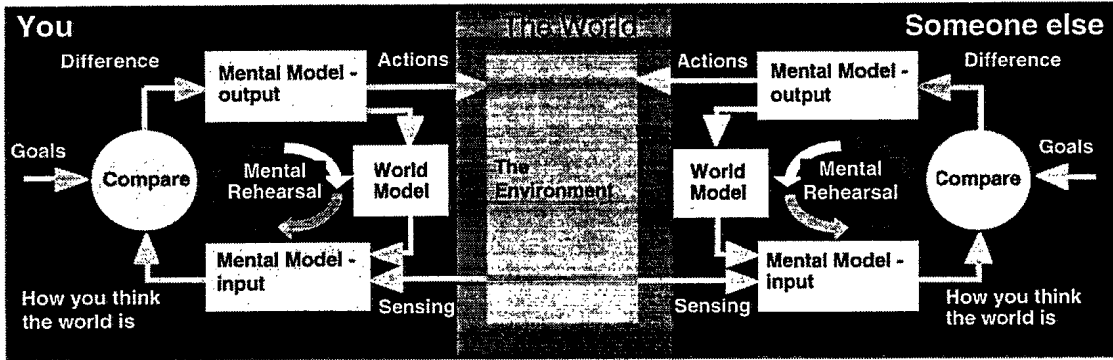 You
The World
Someone else
Difference
Mental Model -
output
Actions
Actions
Mental Model -
output
Difference
Goals
Compare
Mental
Rehearsal
World
Model
The
Environment
World
Model
Mental
Rehearsal
Compare
Goals
Mental Model -
input
Mental Model -
input
How you think
the world is
Sensing
Sensing
How you think
the world is